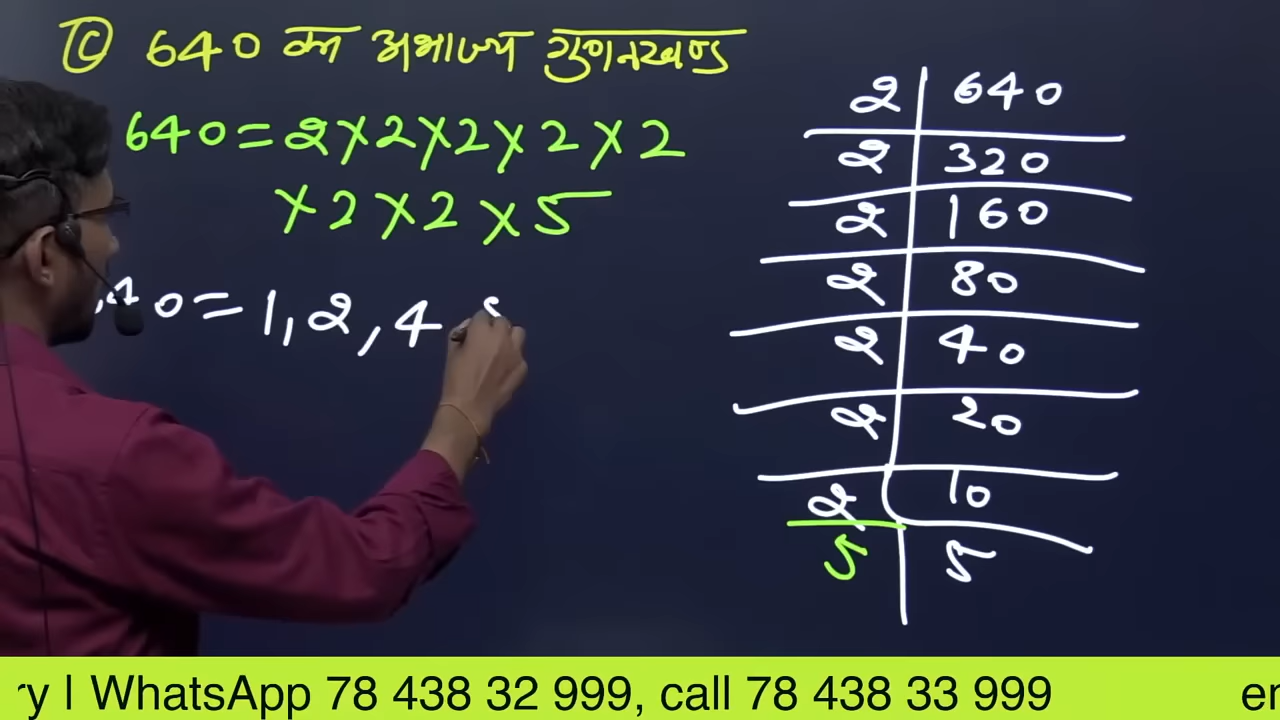 C 640 का अभाज्य गुणनखण्ड
640 = 2 × 2 × 2 × 2 × 2
× 2 × 2 × 5
40 = 1, 2, 4
2 | 640
2 | 320
2 | 160
2 | 80
2 | 40
2 | 20
2 | 10
5 | 5
WhatsApp 78 438 32 999, call 78 438 33 999